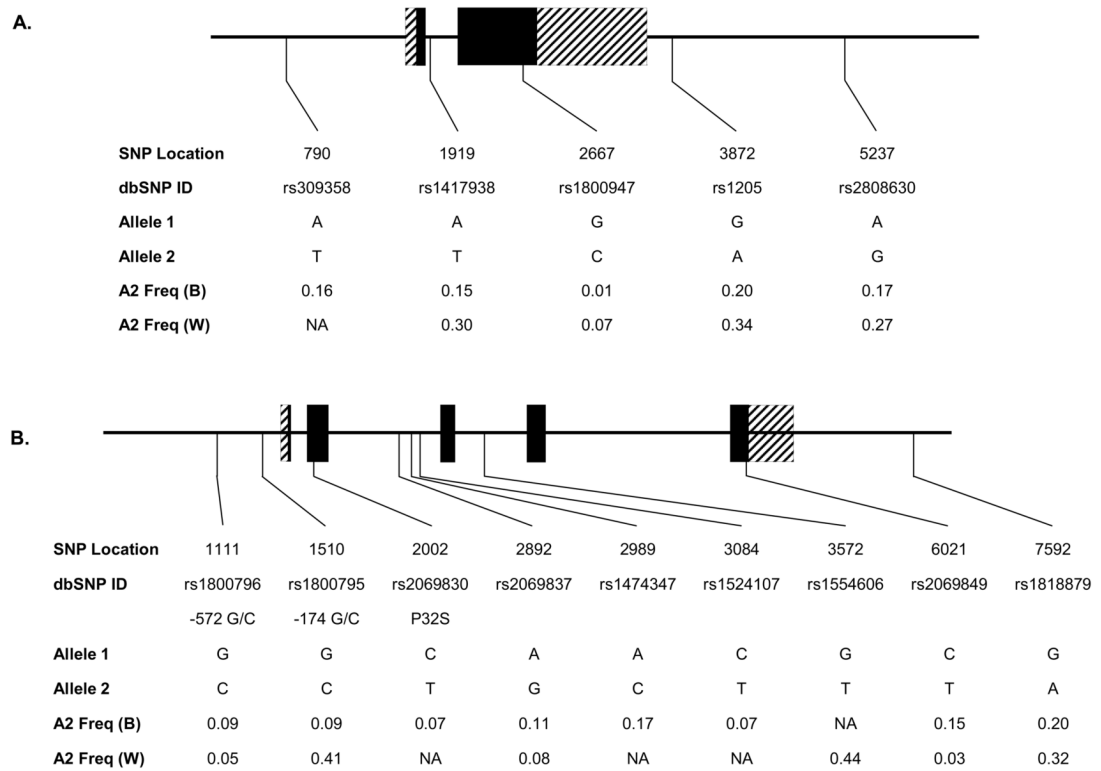 A.
SNP Location 790 1919 2667 3872 5237
dbSNP ID rs309358 rs1417938 rs1800947 rs1205 rs2808630
Allele 1 A A G G A
Allele 2 T T C A G
A2 Freq (B) 0.16 0.15 0.01 0.20 0.17
A2 Freq (W) NA 0.30 0.07 0.34 0.27
B.
SNP Location 1111 1510 2002 2892 2989 3084 3572 6021 7592
dbSNP ID rs1800796 rs1800795 rs2069830 rs2069837 rs1474347 rs1524107 rs1554606 rs2069849 rs1818879
-572 G/C -174 G/C P32S
Allele 1 G G C A A C G C G
Allele 2 C C T G C T T T A
A2 Freq (B) 0.09 0.09 0.07 0.11 0.17 0.07 NA 0.15 0.20
A2 Freq (W) 0.05 0.41 NA 0.08 NA NA 0.44 0.03 0.32